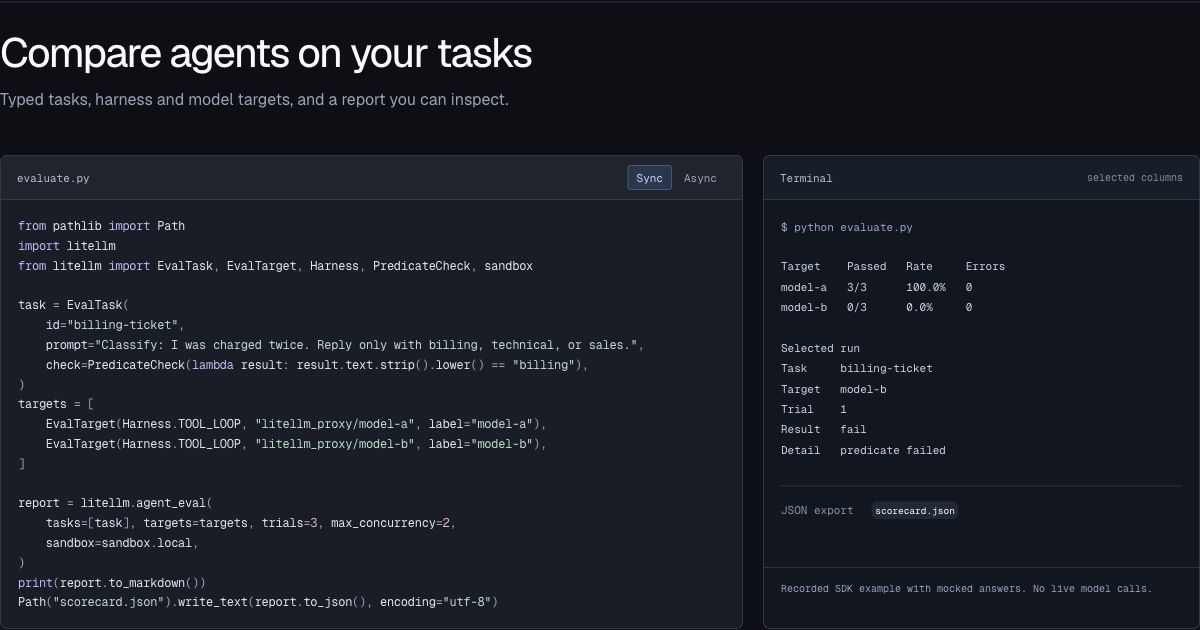 Compare agents on your tasks
Typed tasks, harness and model targets, and a report you can inspect.
evaluate.py
Sync
Async
from pathlib import Path
import litellm
from litellm import EvalTask, EvalTarget, Harness, PredicateCheck, sandbox
task = EvalTask(
    id="billing-ticket",
    prompt="Classify: I was charged twice. Reply only with billing, technical, or sales.",
    check=PredicateCheck(lambda result: result.text.strip().lower() == "billing"),
)
targets = [
    EvalTarget(Harness.TOOL_LOOP, "litellm_proxy/model-a", label="model-a"),
    EvalTarget(Harness.TOOL_LOOP, "litellm_proxy/model-b", label="model-b"),
]
report = litellm.agent_eval(
    tasks=[task], targets=targets, trials=3, max_concurrency=2,
    sandbox=sandbox.local,
)
print(report.to_markdown())
Path("scorecard.json").write_text(report.to_json(), encoding="utf-8")
Terminal
selected columns
$ python evaluate.py
Target Passed Rate Errors
model-a 3/3 100.0% 0
model-b 0/3 0.0% 0
Selected run
Task billing-ticket
Target model-b
Trial 1
Result fail
Detail predicate failed
JSON export scorecard.json
Recorded SDK example with mocked answers. No live model calls.